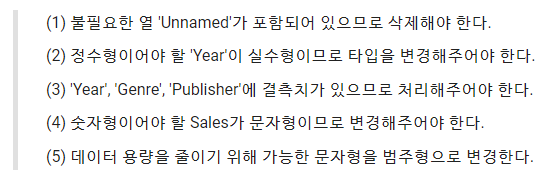 (1) 불필요한 열 'Unnamed'가 포함되어 있으므로 삭제해야 한다.
(2) 정수형이어야 할 'Year'이 실수형이므로 타입을 변경해주어야 한다.
(3) 'Year', 'Genre', 'Publisher'에 결측치가 있으므로 처리해주어야 한다.
(4) 숫자형이어야 할 Sales가 문자형이므로 변경해주어야 한다.
(5) 데이터 용량을 줄이기 위해 가능한 문자형을 범주형으로 변경한다.